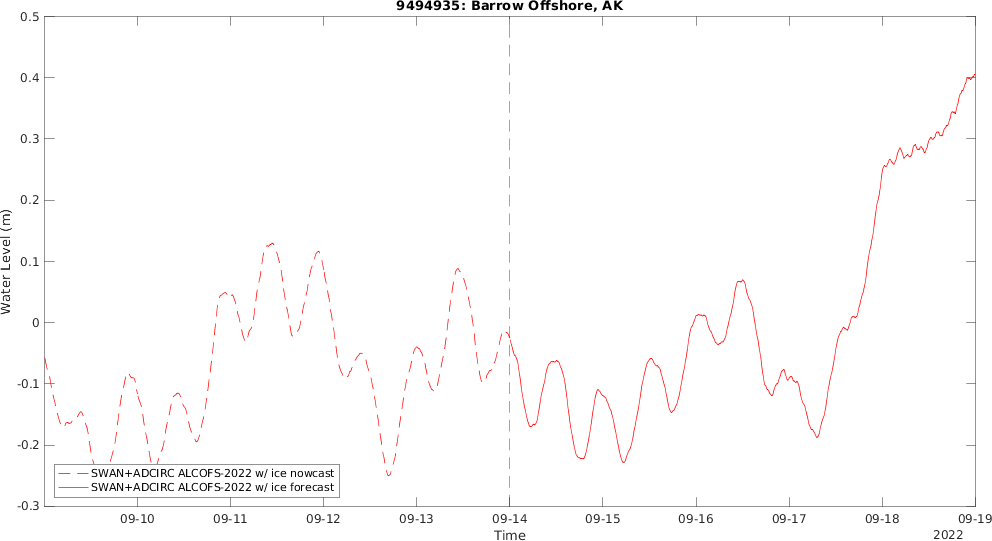 9494935: Barrow Offshore, AK
0.5
0.4
0.3
0.2
0.1
0
-0.1
-0.2
-0.3
Water Level (m)
SWAN+ADCIRC ALCOFS-2022 w/ ice nowcast
SWAN+ADCIRC ALCOFS-2022 w/ ice forecast
09-10 09-11 09-12 09-13 09-14 09-15 09-16 09-17 09-18 09-19
Time
2022